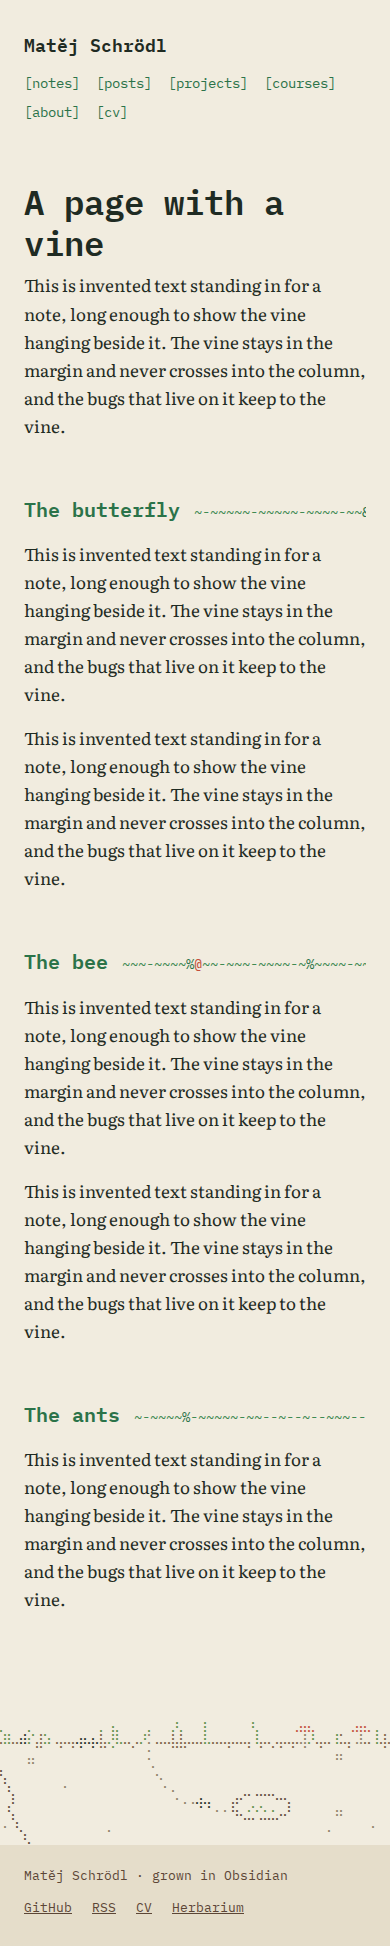 Matěj Schrödl
[notes] [posts] [projects] [courses]
[about] [cv]
A page with a
vine
This is invented text standing in for a
note, long enough to show the vine
hanging beside it. The vine stays in the
margin and never crosses into the column,
and the bugs that live on it keep to the
vine.
The butterfly
This is invented text standing in for a
note, long enough to show the vine
hanging beside it. The vine stays in the
margin and never crosses into the column,
and the bugs that live on it keep to the
vine.
This is invented text standing in for a
note, long enough to show the vine
hanging beside it. The vine stays in the
margin and never crosses into the column,
and the bugs that live on it keep to the
vine.
The bee
This is invented text standing in for a
note, long enough to show the vine
hanging beside it. The vine stays in the
margin and never crosses into the column,
and the bugs that live on it keep to the
vine.
This is invented text standing in for a
note, long enough to show the vine
hanging beside it. The vine stays in the
margin and never crosses into the column,
and the bugs that live on it keep to the
vine.
The ants
This is invented text standing in for a
note, long enough to show the vine
hanging beside it. The vine stays in the
margin and never crosses into the column,
and the bugs that live on it keep to the
vine.
Matěj Schrödl · grown in Obsidian
GitHub RSS CV Herbarium